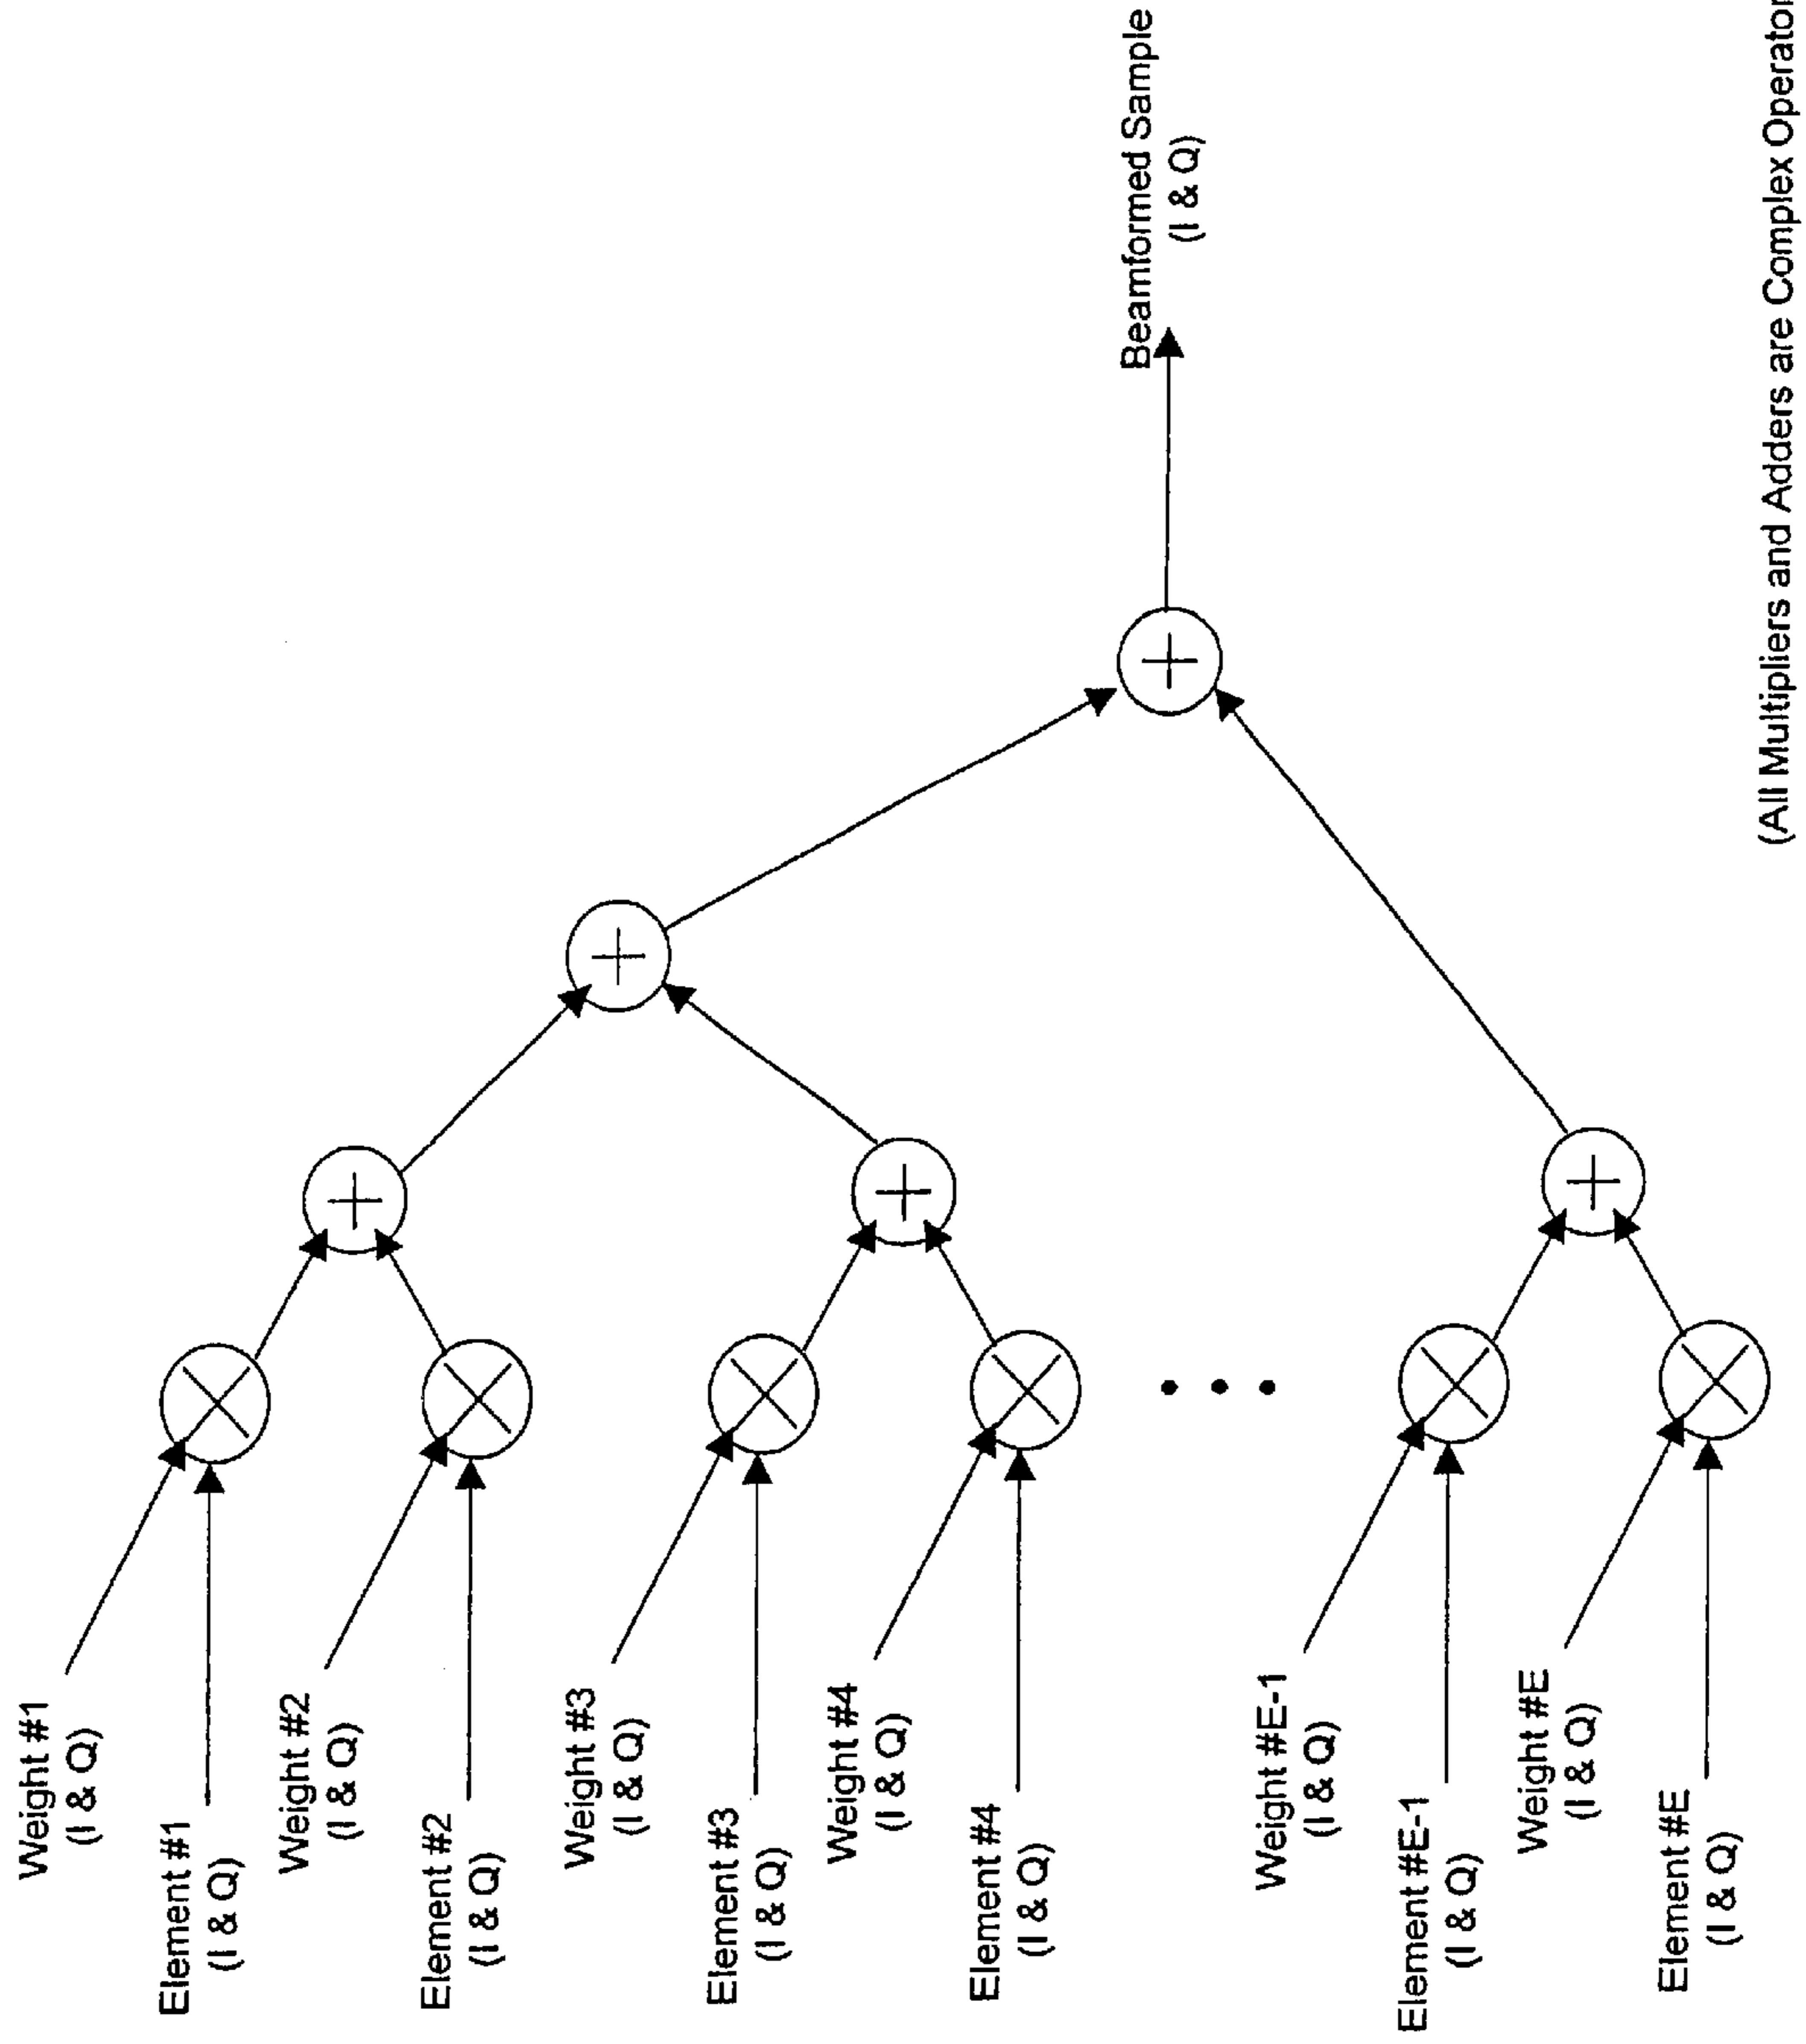 Weight #1
(I & Q)
Element #1
(I & Q)
Weight #2
(I & Q)
Element #2
(I & Q)
Weight #3
(I & Q)
Element #3
(I & Q)
Weight #4
(I & Q)
Element #4
(I & Q)
Weight #E-1
(I & Q)
Element #E-1
(I & Q)
Weight #E
(I & Q)
Element #E
(I & Q)
Beamformed Sample
(I & Q)
(All Multipliers and Adders are Complex Operator